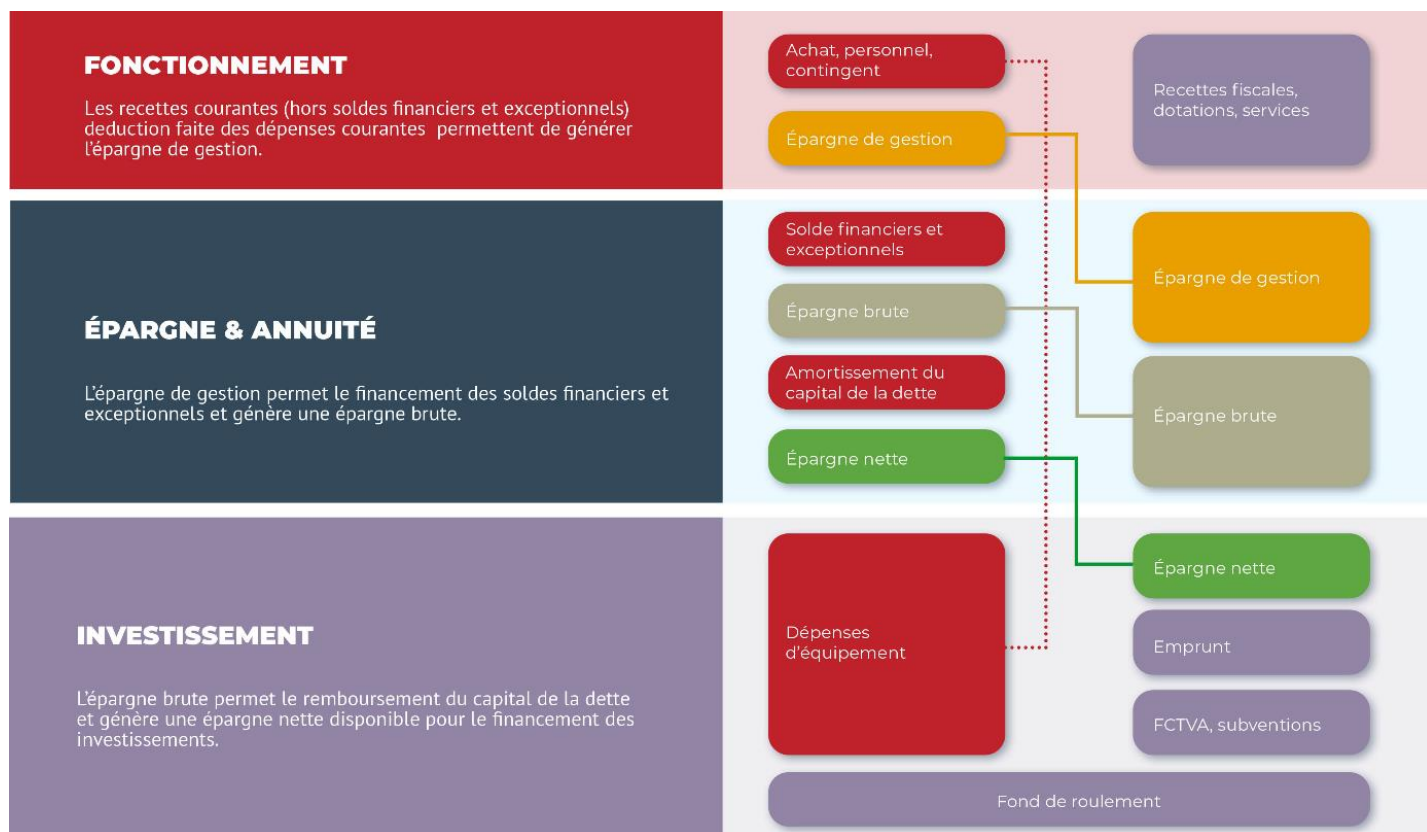 FONCTIONNEMENT
Les recettes courantes (hors soldes financiers et exceptionnels)
deduction faite des dépenses courantes permettent de générer
l'épargne de gestion.
Achat, personnel,
contingent
Épargne de gestion
Recettes fiscales,
dotations, services
ÉPARGNE & ANNUITÉ
L'épargne de gestion permet le financement des soldes financiers et
exceptionnels et génère une épargne brute.
Solde financiers et
exceptionnels
Épargne brute
Amortissement du
capital de la dette
Épargne nette
Épargne de gestion
Épargne brute
INVESTISSEMENT
L'épargne brute permet le remboursement du capital de la dette
et génère une épargne nette disponible pour le financement des
investissements.
Dépenses
d'équipement
Épargne nette
Emprunt
FCTVA, subventions
Fond de roulement